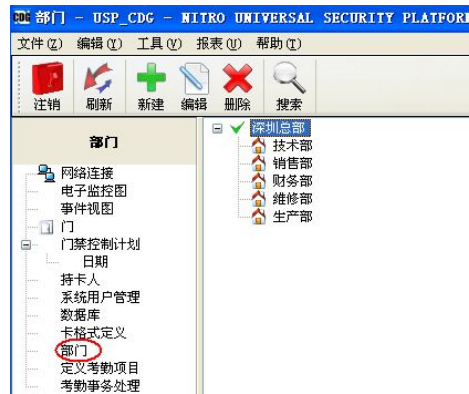 CDG 部门 - USP_CDG - NITRO UNIVERSAL SECURITY PLATFORM
文件(Z) 编辑(Y) 工具(V) 报表(U) 帮助(T)
注销 刷新 新建 编辑 删除 搜索
部门
网络连接
电子监控图
事件视图
门
门禁控制计划
日期
持卡人
系统用户管理
数据库
卡格式定义
部门
定义考勤项目
考勤事务处理
深圳总部
技术部
销售部
财务部
维修部
生产部